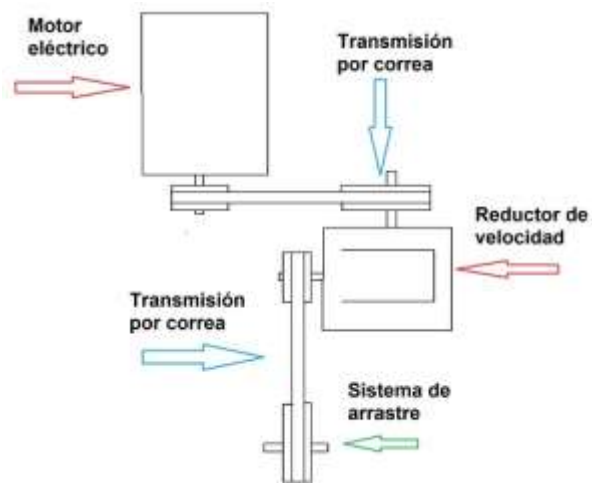 Motor
eléctrico
Transmisión
por correa
Reductor de
velocidad
Transmisión
por correa
Sistema de
arrastre